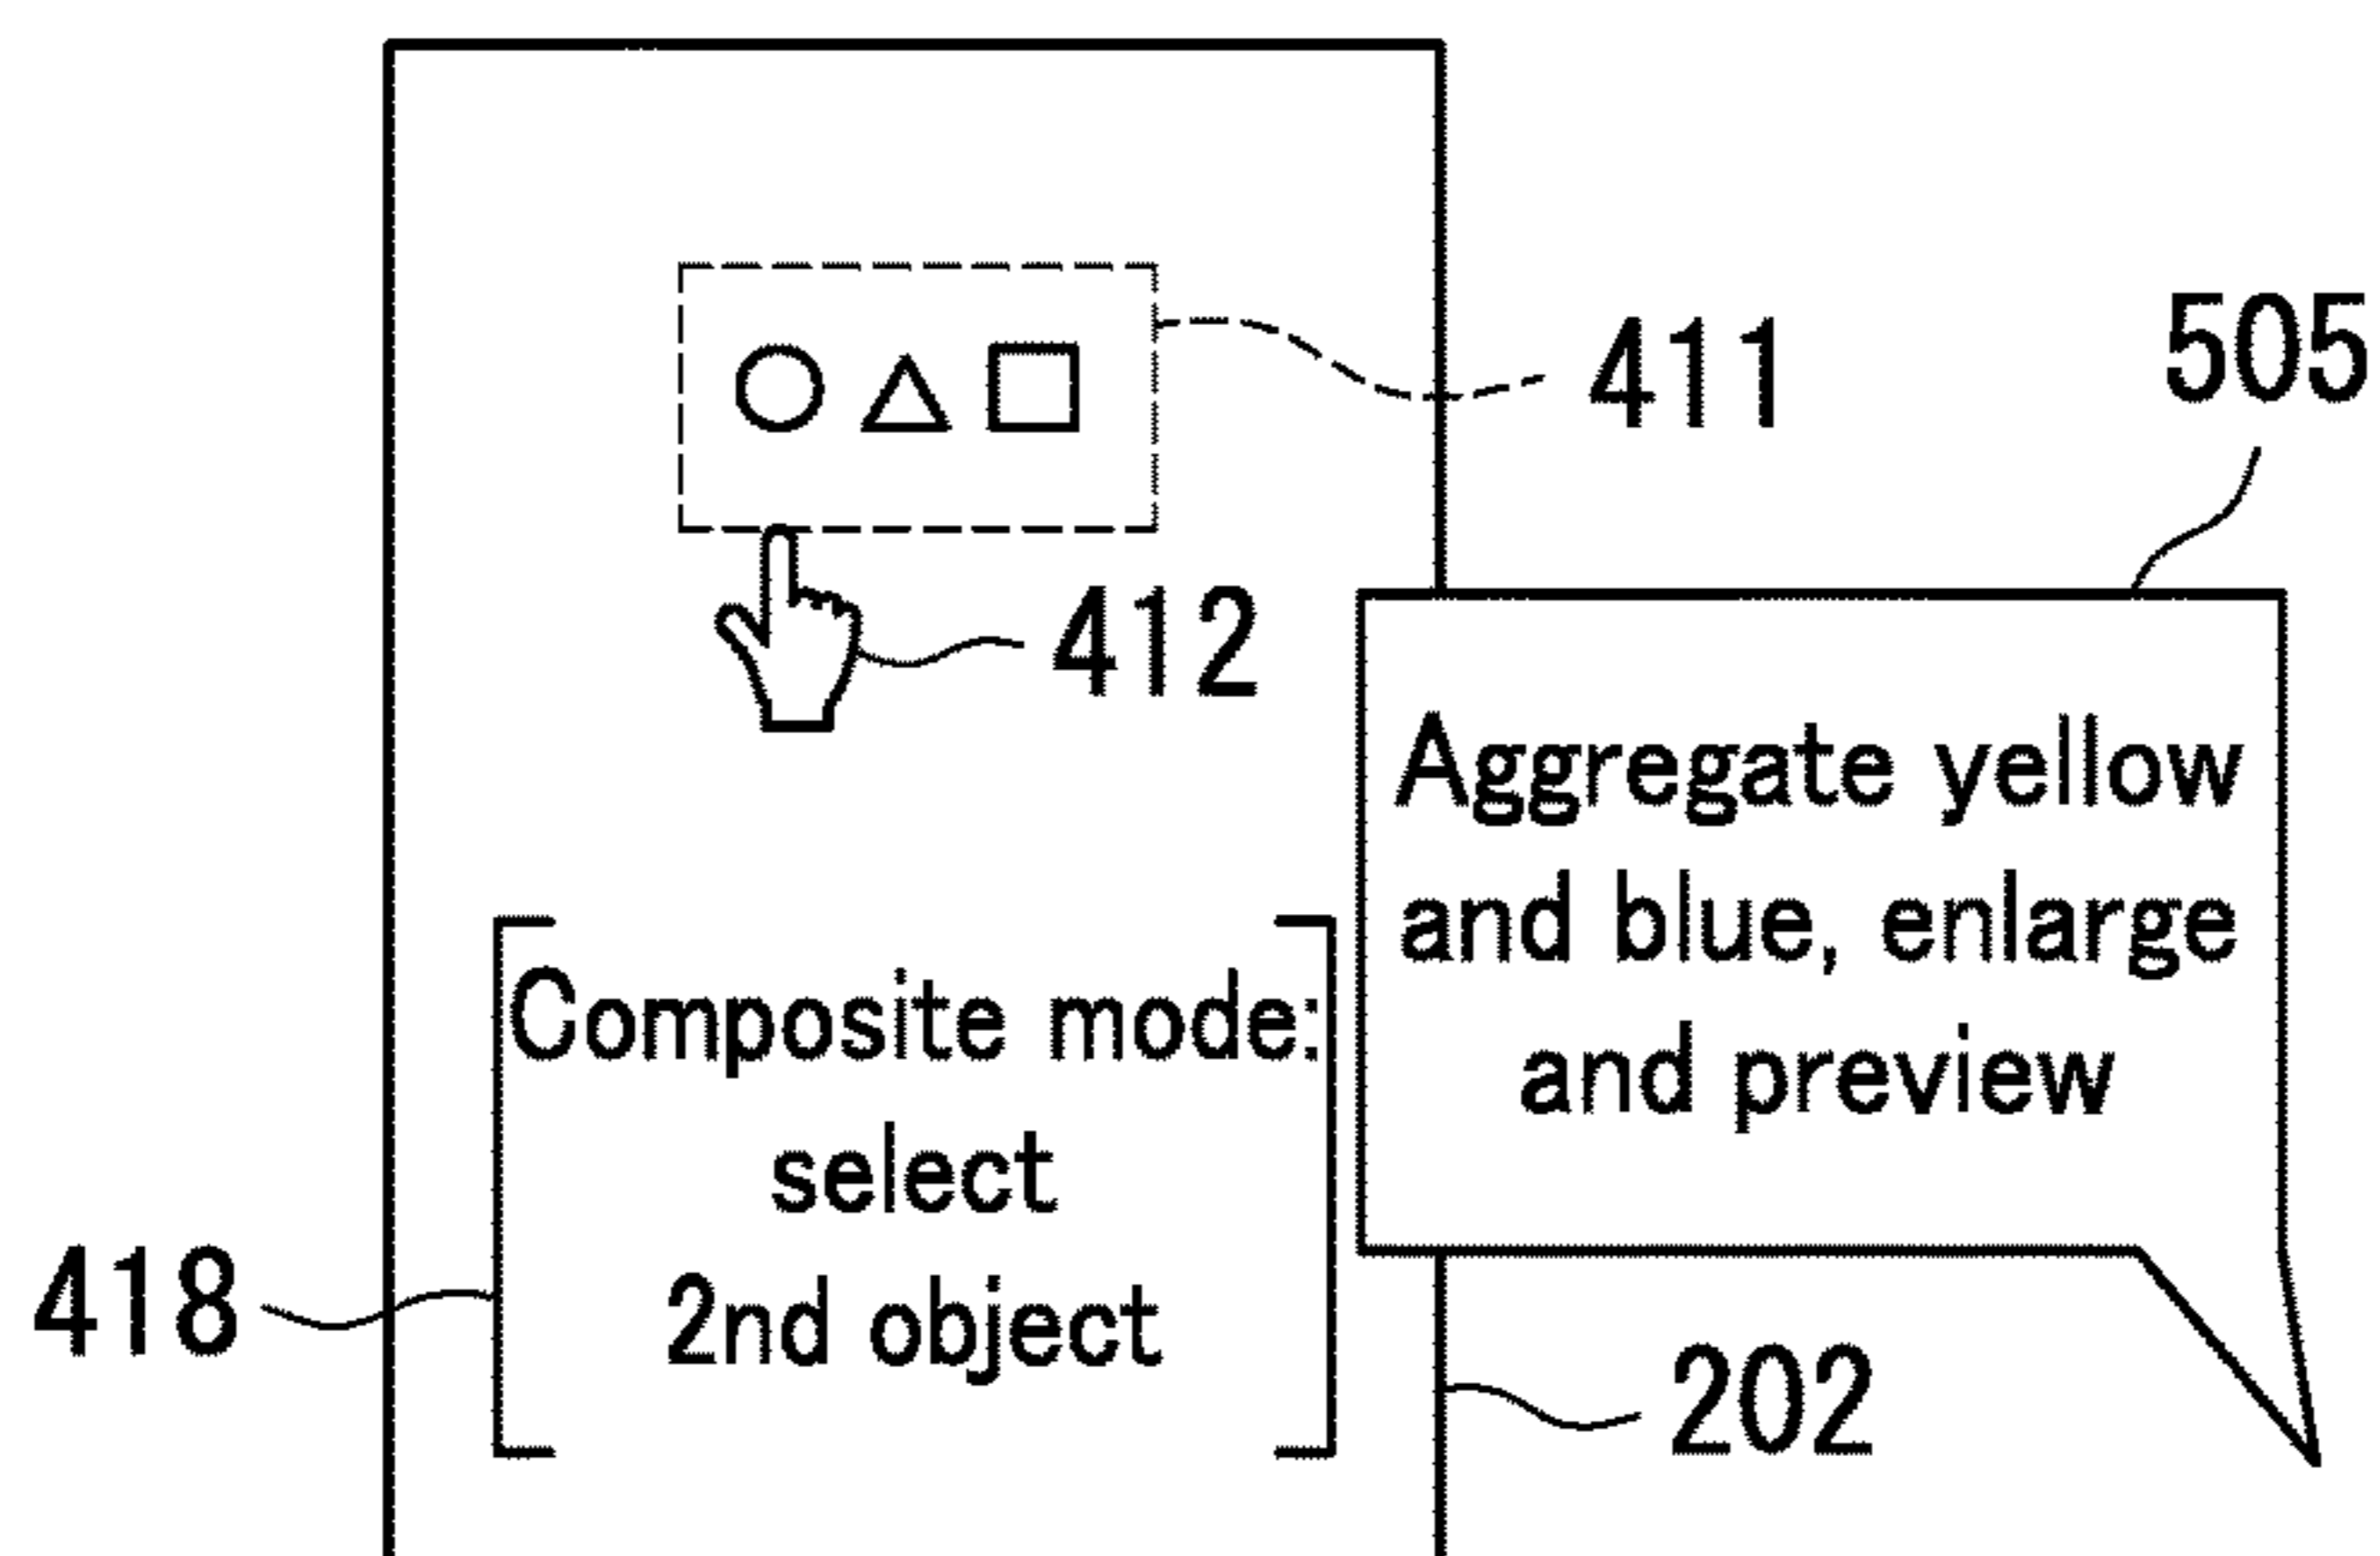 411
505
412
Aggregate yellow
and blue, enlarge
and preview
Composite mode:
select
2nd object
418
202